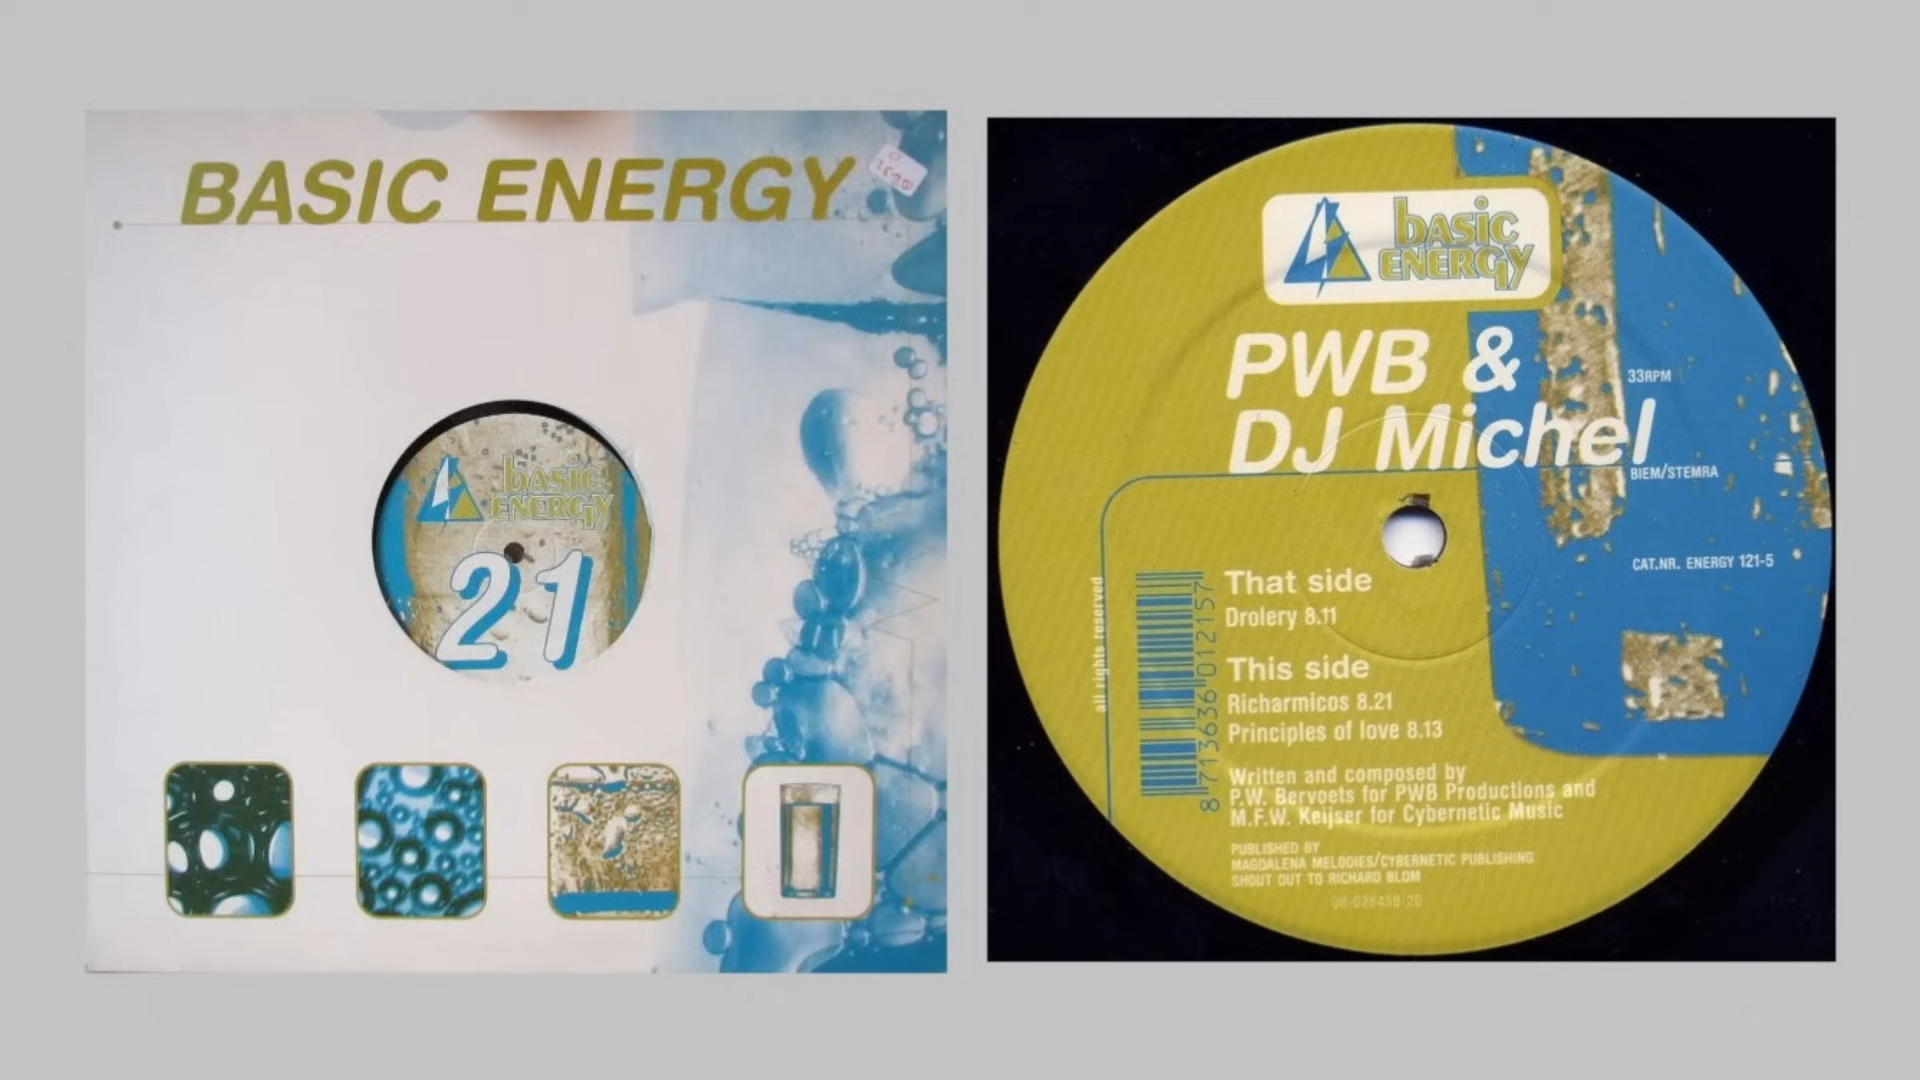 BASIC ENERGY
basic
ENERGY
21
basic
ENERGY
PWB &
DJ Michel
33RPM
BIEM/STEMRA
CAT.NR. ENERGY 121-5
That side
Drolery 8.11
This side
Richarmicos 8.21
Principles of love 8.13
Written and composed by
P.W. Bervoets for PWB Productions and
M.F.W. Keijser for Cybernetic Music
PUBLISHED BY
MAGDALENA MELODIES/CYBERNETIC PUBLISHING
SHOUT OUT TO RICHARD BLOM
08-028458-20
all rights reserved
8 713636 012157